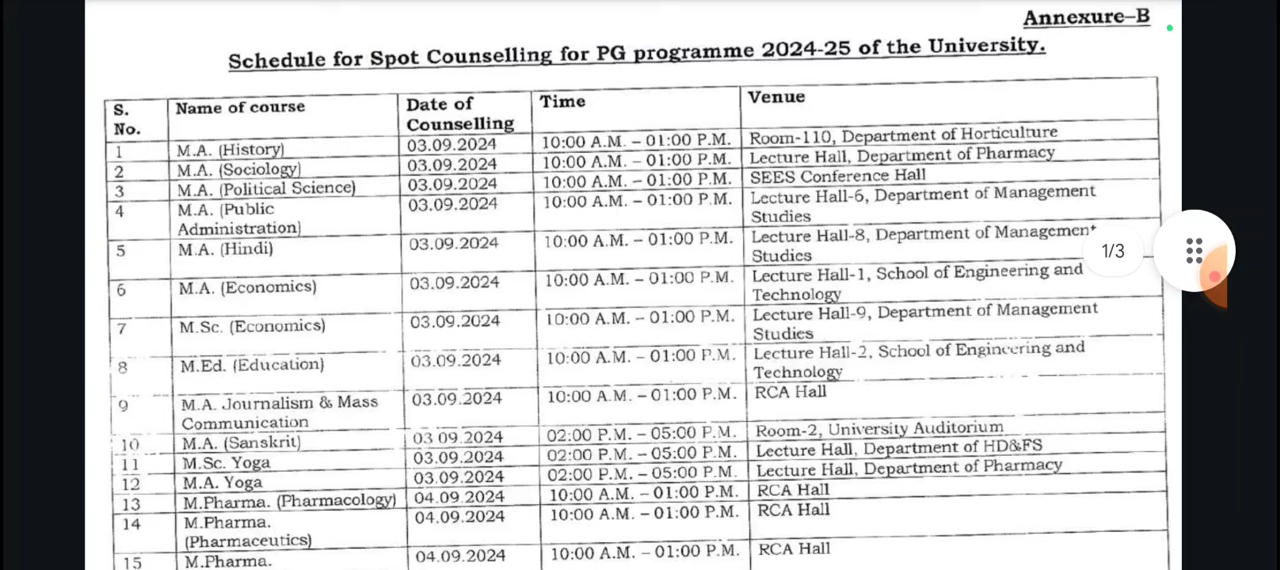 Annexure–B
Schedule for Spot Counselling for PG programme 2024-25 of the University.
S. No. Name of course Date of Counselling Time Venue
1 M.A. (History) 03.09.2024 10:00 A.M. – 01:00 P.M. Room-110, Department of Horticulture
2 M.A. (Sociology) 03.09.2024 10:00 A.M. – 01:00 P.M. Lecture Hall, Department of Pharmacy
3 M.A. (Political Science) 03.09.2024 10:00 A.M. – 01:00 P.M. SEES Conference Hall
4 M.A. (Public Administration) 03.09.2024 10:00 A.M. – 01:00 P.M. Lecture Hall-6, Department of Management Studies
5 M.A. (Hindi) 03.09.2024 10:00 A.M. – 01:00 P.M. Lecture Hall-8, Department of Management Studies
1/3
6 M.A. (Economics) 03.09.2024 10:00 A.M. – 01:00 P.M. Lecture Hall-1, School of Engineering and Technology
7 M.Sc. (Economics) 03.09.2024 10:00 A.M. – 01:00 P.M. Lecture Hall-9, Department of Management Studies
8 M.Ed. (Education) 03.09.2024 10:00 A.M. – 01:00 P.M. Lecture Hall-2, School of Engineering and Technology
9 M.A. Journalism & Mass Communication 03.09.2024 10:00 A.M. – 01:00 P.M. RCA Hall
10 M.A. (Sanskrit) 03 09.2024 02:00 P.M. – 05:00 P.M. Room-2, University Auditorium
11 M.Sc. Yoga 03.09.2024 02:00 P.M. – 05:00 P.M. Lecture Hall, Department of HD&FS
12 M.A. Yoga 03.09.2024 02:00 P.M. – 05:00 P.M. Lecture Hall, Department of Pharmacy
13 M.Pharma. (Pharmacology) 04.09.2024 10:00 A.M. – 01:00 P.M. RCA Hall
14 M.Pharma. (Pharmaceutics) 04.09.2024 10:00 A.M. – 01:00 P.M. RCA Hall
15 M.Pharma. 04.09.2024 10:00 A.M. – 01:00 P.M. RCA Hall